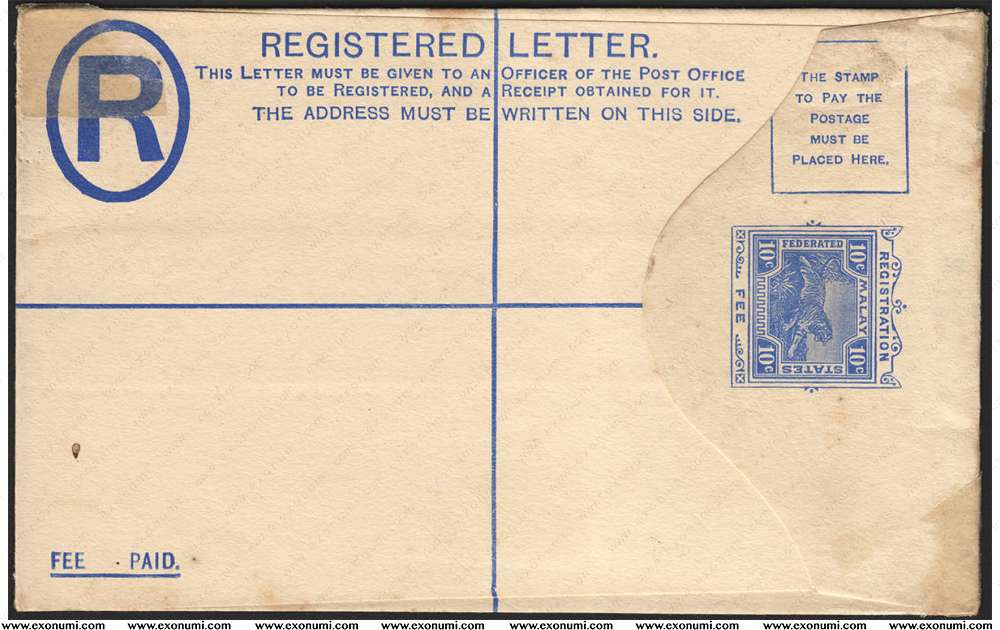 R
REGISTERED LETTER.
THIS LETTER MUST BE GIVEN TO AN OFFICER OF THE POST OFFICE
TO BE REGISTERED, AND A RECEIPT OBTAINED FOR IT.
THE ADDRESS MUST BE WRITTEN ON THIS SIDE.
THE STAMP
TO PAY THE
POSTAGE
MUST BE
PLACED HERE.
REGISTRATION
FEE
FEDERATED
MALAY
STATES
10c
10c
10c
10c
FEE . PAID.
www.exonumi.com www.exonumi.com www.exonumi.com www.exonumi.com www.exonumi.com www.exonumi.com www.exonumi.com www.exonumi.com